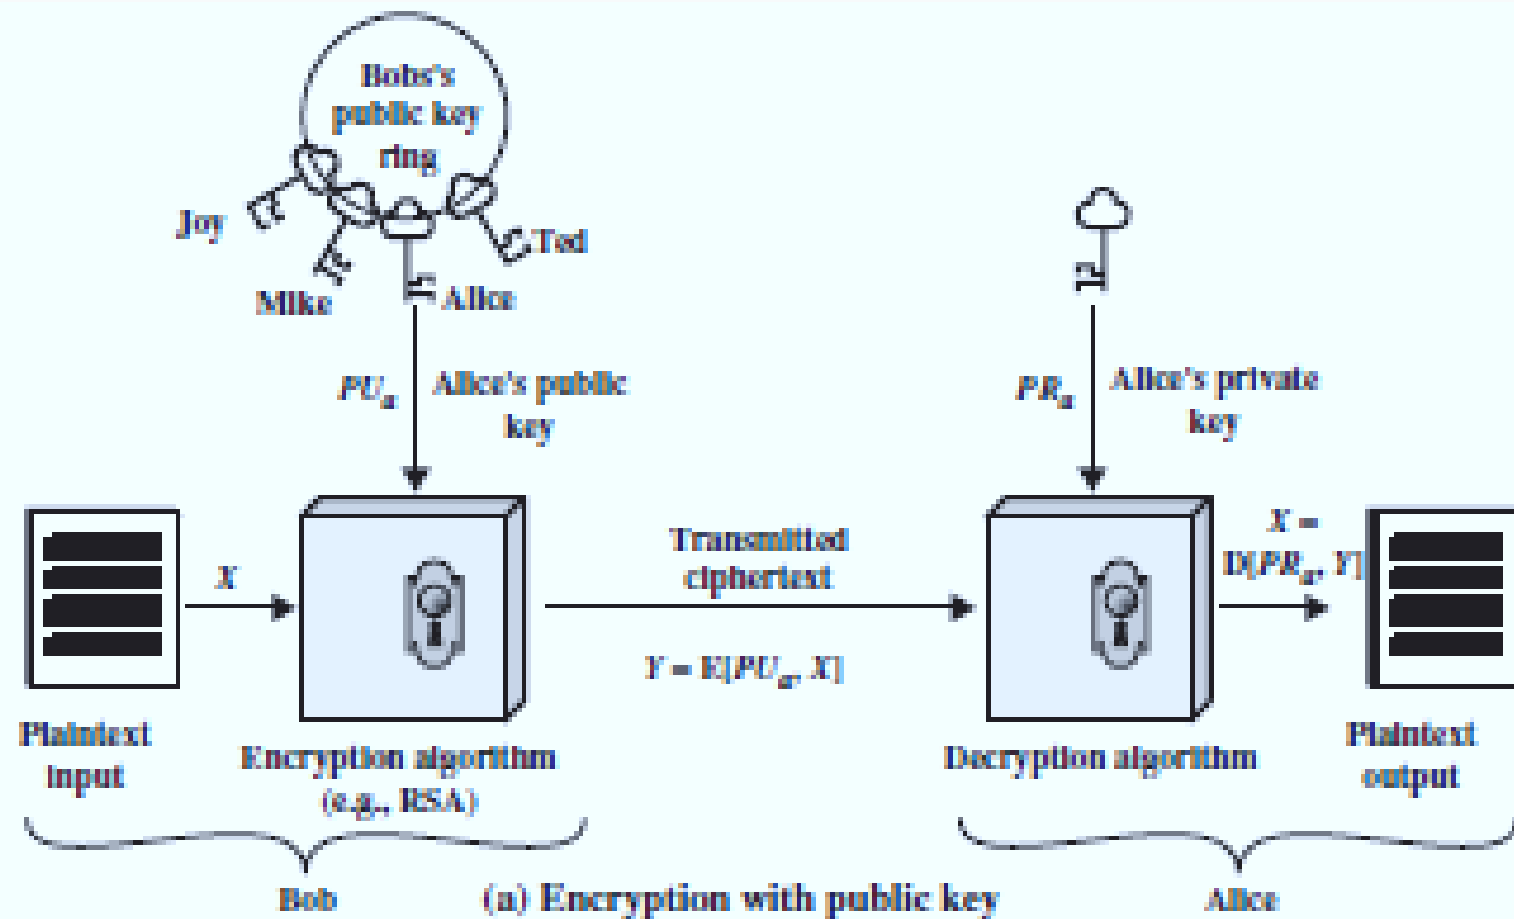 Bobs's
public key
ring
Joy
Ted
Mike
Alice
PUa
Alice's public
key
PRa
Alice's private
key
X
Transmitted
ciphertext
Y = E[PUa, X]
X =
D[PRa, Y]
Plaintext
input
Encryption algorithm
(e.g., RSA)
Decryption algorithm
Plaintext
output
Bob
(a) Encryption with public key
Alice